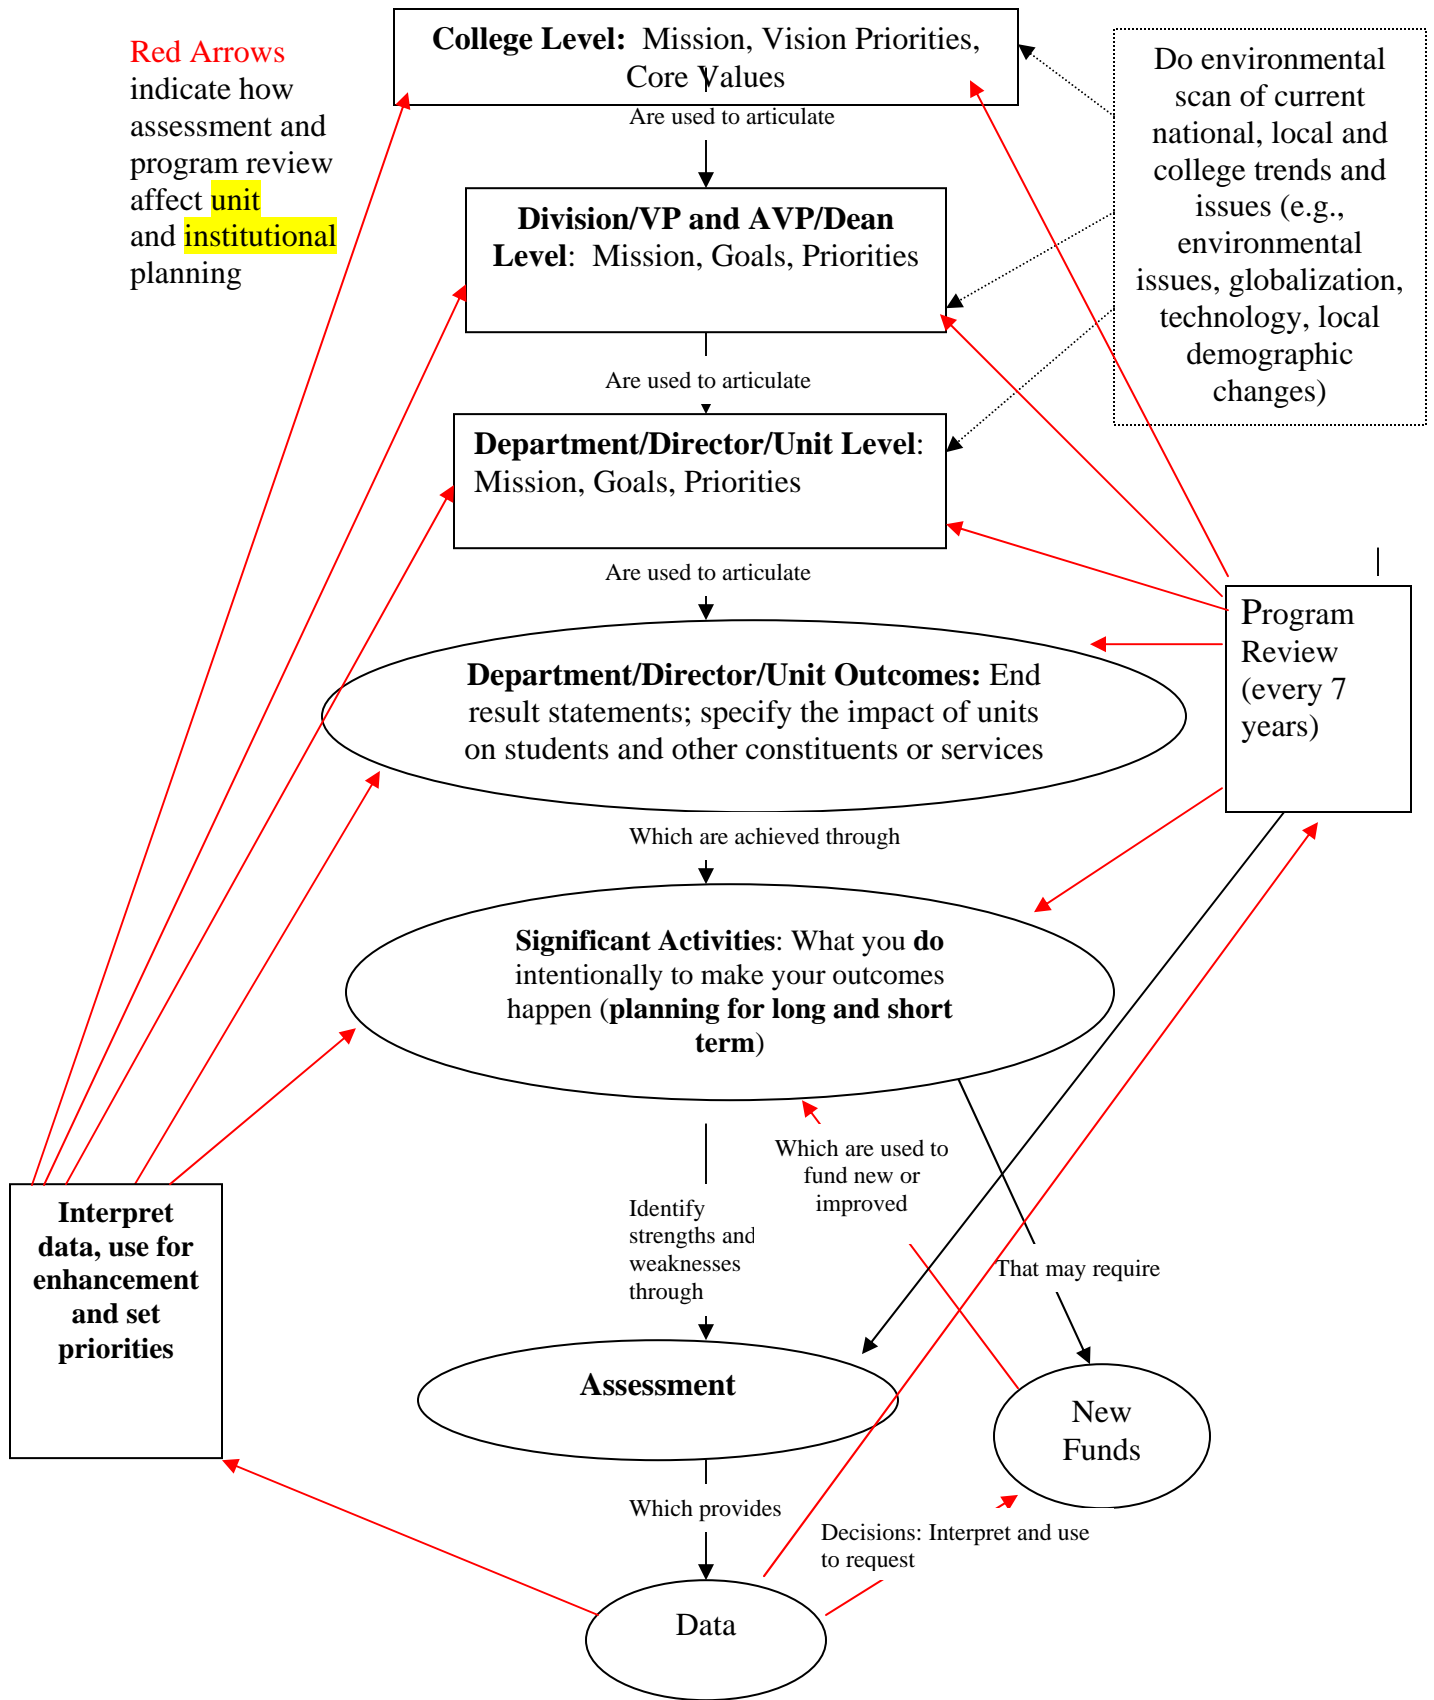 Red Arrows
indicate how
assessment and
program review
affect unit
and institutional
planning
College Level: Mission, Vision Priorities,
Core Values
Do environmental
scan of current
national, local and
college trends and
issues (e.g.,
environmental
issues, globalization,
technology, local
demographic
changes)
Are used to articulate
Division/VP and AVP/Dean
Level: Mission, Goals, Priorities
Are used to articulate
Department/Director/Unit Level:
Mission, Goals, Priorities
Are used to articulate
Program
Review
(every 7
years)
Department/Director/Unit Outcomes: End
result statements; specify the impact of units
on students and other constituents or services
Which are achieved through
Significant Activities: What you do
intentionally to make your outcomes
happen (planning for long and short
term)
Which are used to
fund new or
improved
Identify
strengths and
weaknesses
through
That may require
Interpret
data, use for
enhancement
and set
priorities
Assessment
New
Funds
Which provides
Decisions: Interpret and use
to request
Data